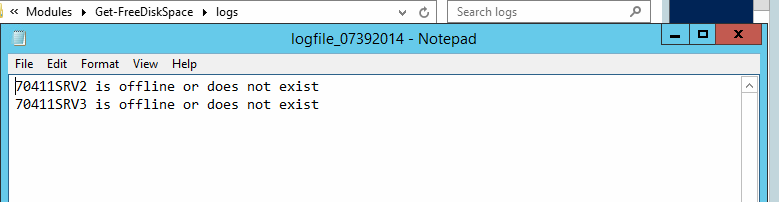 Modules Get-FreeDiskSpace logs
Search logs
logfile_07392014 - Notepad
File Edit Format View Help
70411SRV2 is offline or does not exist
70411SRV3 is offline or does not exist